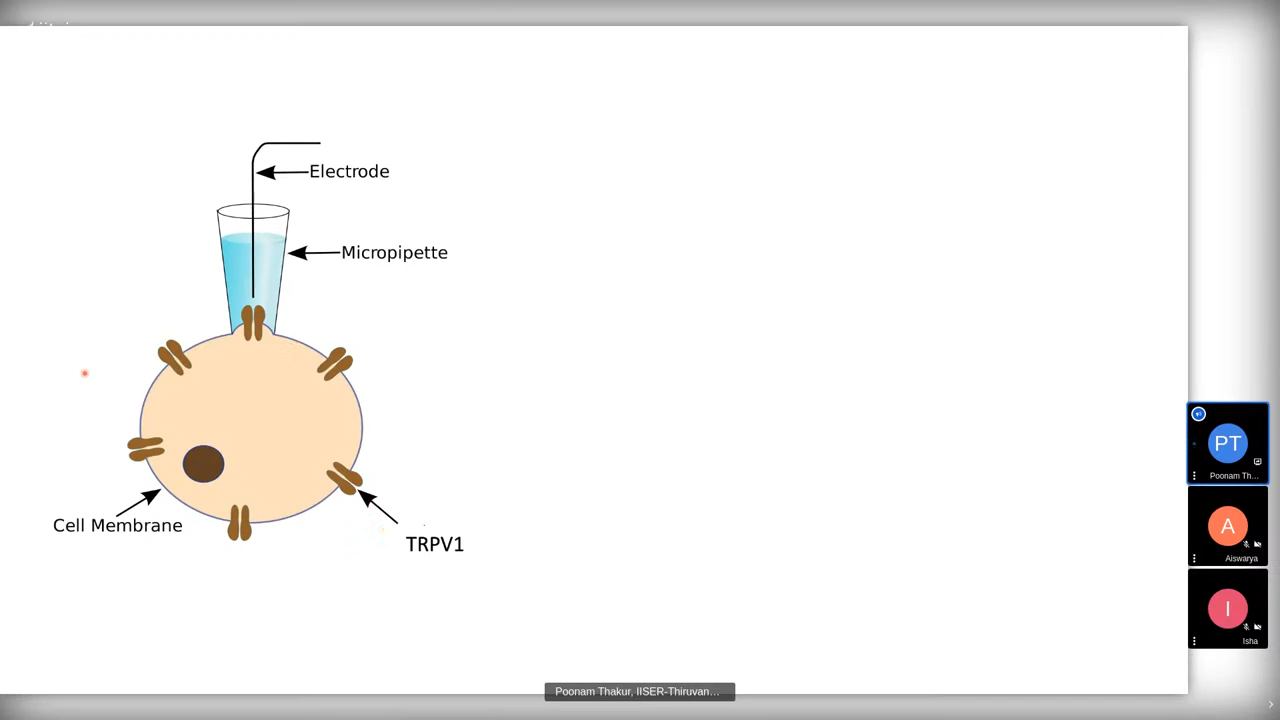 Electrode
Micropipette
Cell Membrane
TRPV1
PT
Poonam Th...
A
Aiswarya
I
Isha
Poonam Thakur, IISER-Thiruvan...